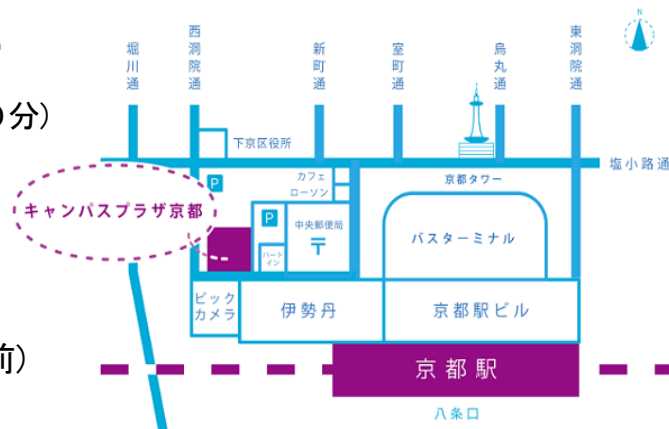 N
堀川通
西洞院通
新町通
室町通
烏丸通
東洞院通
分)
下京区役所
塩小路通
P
カフェ
ローソン
京都タワー
キャンパスプラザ京都
P
中央郵便局
〒
バスターミナル
ハート
イン
ビック
カメラ
伊勢丹
京都駅ビル
前)
京都駅
八条口